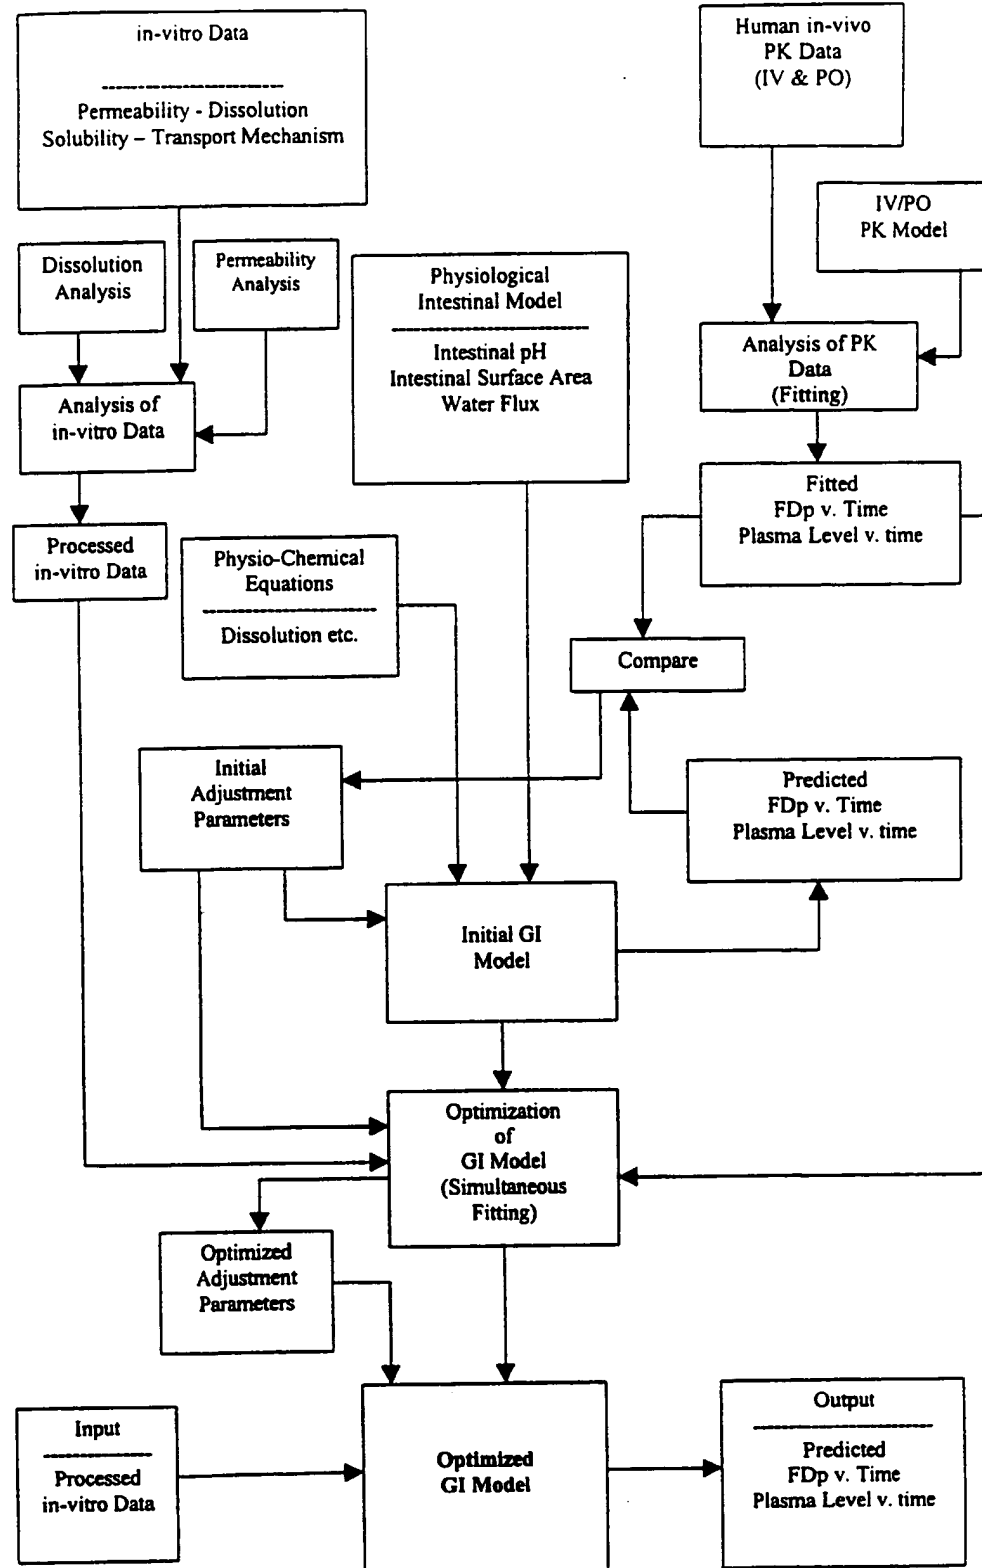 in-vitro Data
Permeability - Dissolution
Solubility – Transport Mechanism
Human in-vivo
PK Data
(IV & PO)
IV/PO
PK Model
Dissolution
Analysis
Permeability
Analysis
Physiological
Intestinal Model
Intestinal pH
Intestinal Surface Area
Water Flux
Analysis of PK
Data
(Fitting)
Analysis of
in-vitro Data
Fitted
FDp v. Time
Plasma Level v. time
Processed
in-vitro Data
Physio-Chemical
Equations
Dissolution etc.
Compare
Initial
Adjustment
Parameters
Predicted
FDp v. Time
Plasma Level v. time
Initial GI
Model
Optimization
of
GI Model
(Simultaneous
Fitting)
Optimized
Adjustment
Parameters
Input
Processed
in-vitro Data
Optimized
GI Model
Output
Predicted
FDp v. Time
Plasma Level v. time